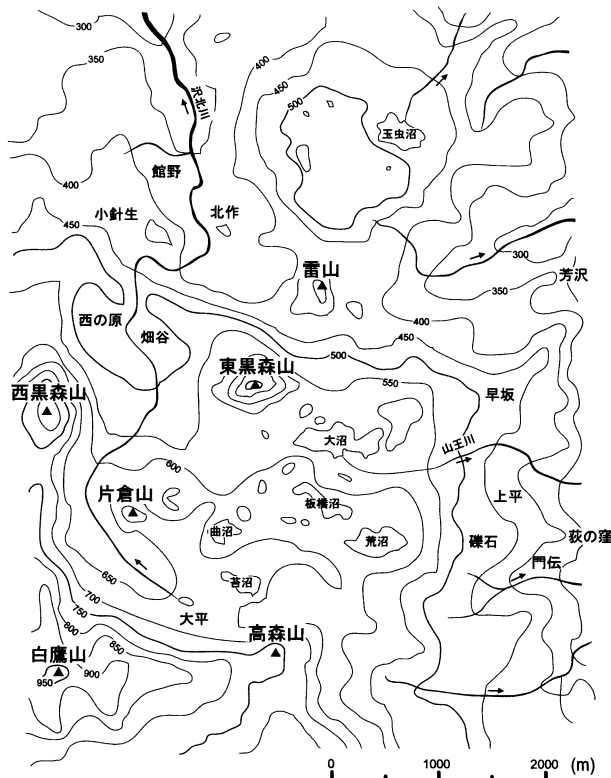 300
350
400
450
500
沢北川
玉虫沼
館野
400
小針生
北作
450
雷山
300
芳沢
350
400
西の原
畑谷
450
500
東黒森山
550
西黒森山
早坂
大沼
山王川
600
片倉山
板橋沼
上平
曲沼
荒沼
礫石
荻の窪
門伝
650
苔沼
700
大平
750
800
高森山
850
白鷹山
900
950
0 1000 2000 (m)